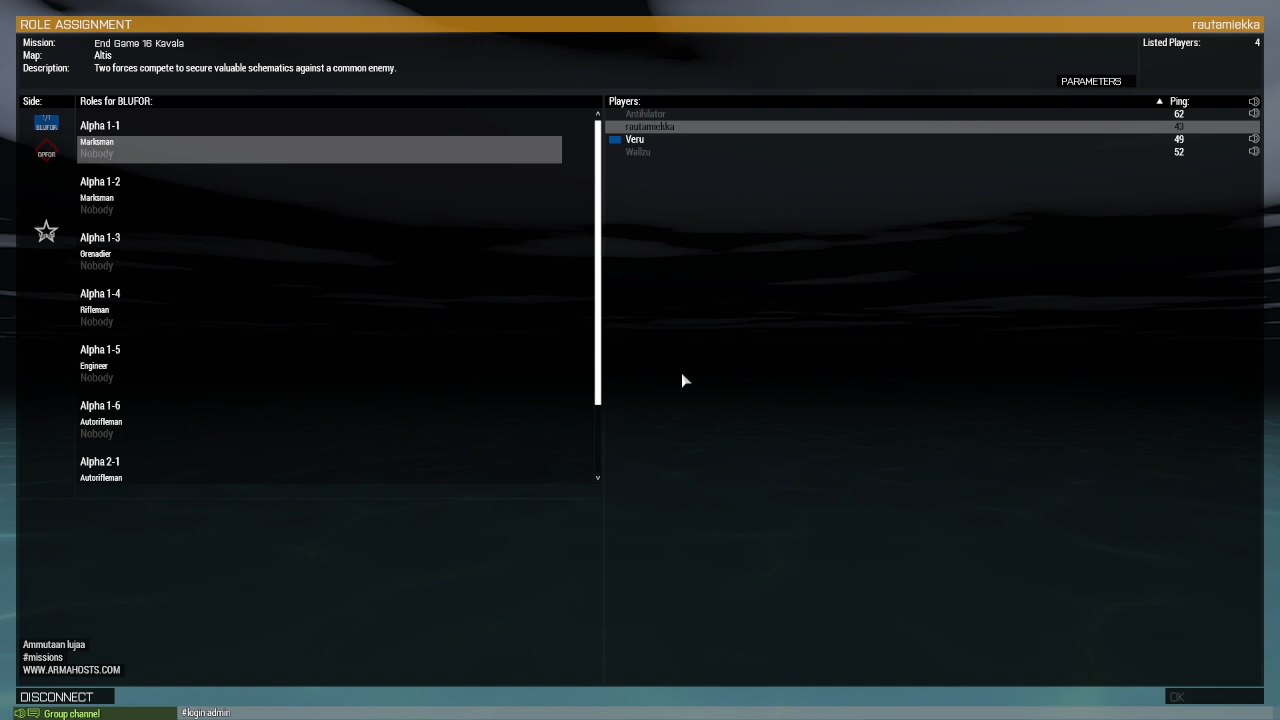 ROLE ASSIGNMENT rautamiekka
Mission: End Game 16 Kavala
Listed Players: 4
Map: Altis
Description: Two forces compete to secure valuable schematics against a common enemy.
PARAMETERS
Side: Roles for BLUFOR:
Players: Ping:
1/1
BLUFOR
OPFOR
Alpha 1-1
Marksman
Nobody
Alpha 1-2
Marksman
Nobody
Alpha 1-3
Grenadier
Nobody
Alpha 1-4
Rifleman
Nobody
Alpha 1-5
Engineer
Nobody
Alpha 1-6
Autorifleman
Nobody
Alpha 2-1
Autorifleman
Antihilator 62
rautamiekka 43
Veru 49
Wallzu 52
Ammutaan lujaa
#missions
WWW.ARMAHOSTS.COM
DISCONNECT
OK
Group channel
#login admin